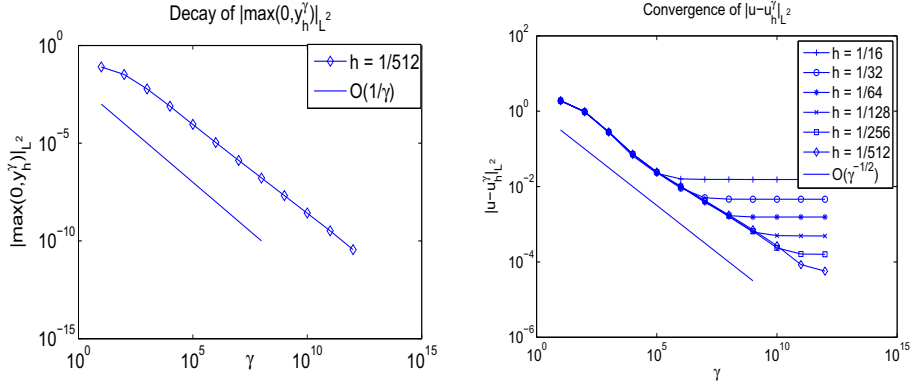 Decay of |max(0,y_h^γ)|_{L^2}
10^0
10^{-5}
10^{-10}
10^{-15}
|max(0,y_h^γ)|_{L^2}
h = 1/512
O(1/γ)
10^0 10^5 10^{10} 10^{15}
γ
Convergence of |u−u_h^γ|_{L^2}
10^2
10^0
10^{-2}
10^{-4}
10^{-6}
|u−u_h^γ|_{L^2}
h = 1/16
h = 1/32
h = 1/64
h = 1/128
h = 1/256
h = 1/512
O(γ^{−1/2})
10^0 10^5 10^{10} 10^{15}
γ